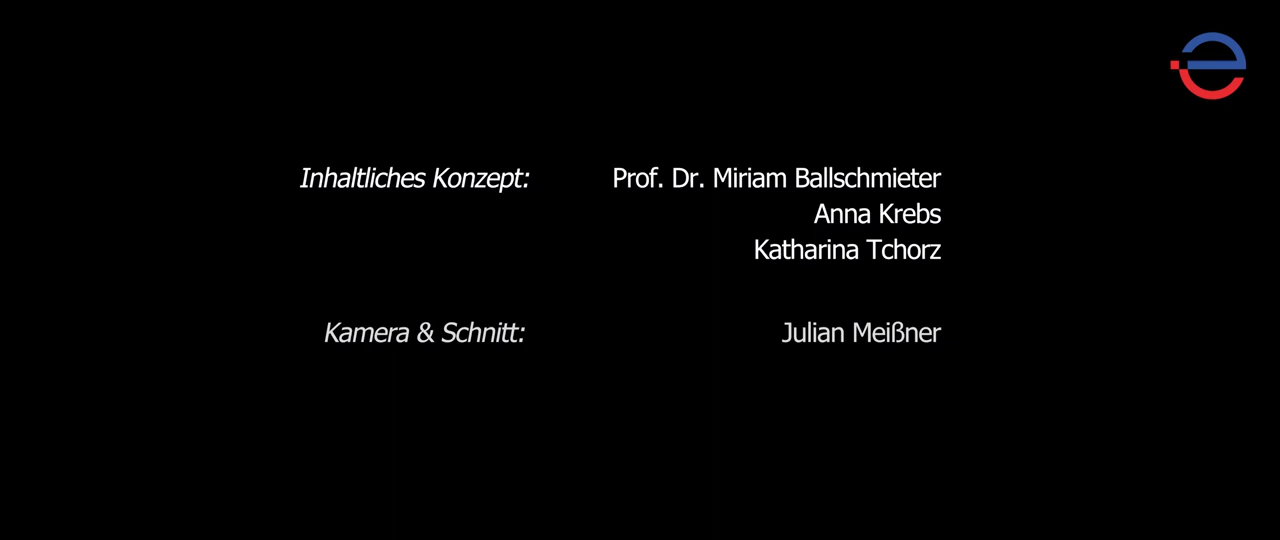 Inhaltliches Konzept: Prof. Dr. Miriam Ballschmieter
Anna Krebs
Katharina Tchorz
Kamera & Schnitt: Julian Meißner